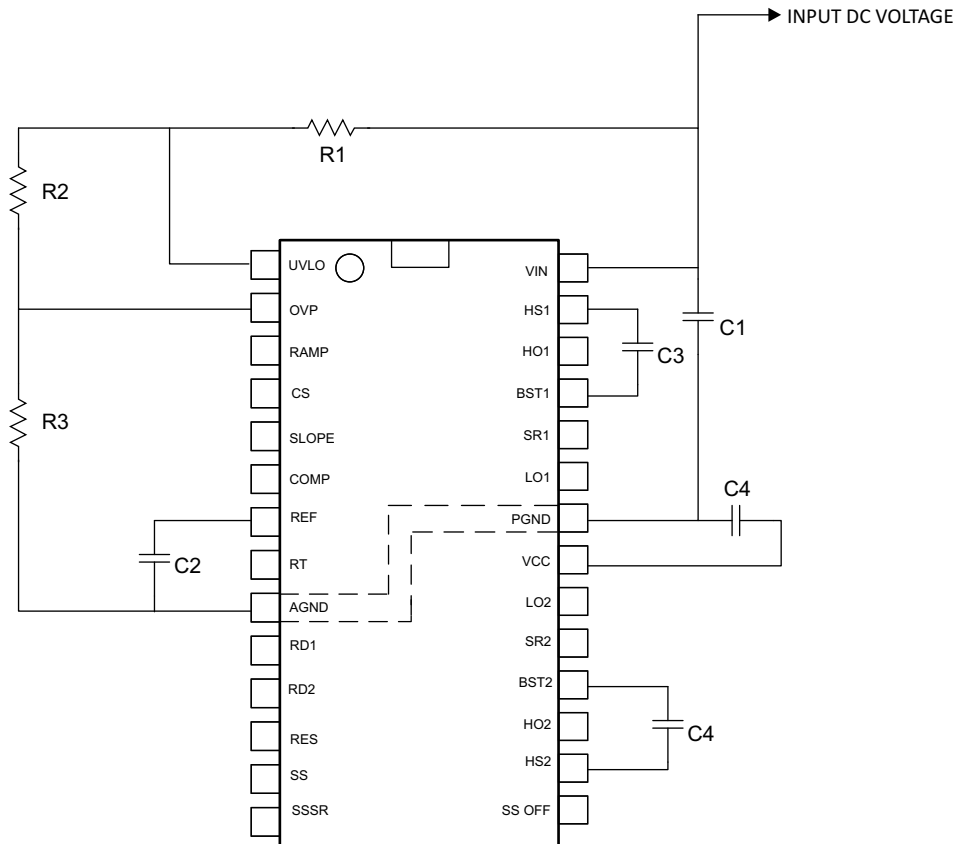 INPUT DC VOLTAGE
R1
R2
UVLO
VIN
OVP
HS1
C1
RAMP
HO1
C3
CS
BST1
R3
SLOPE
SR1
COMP
LO1
C4
REF
PGND
C2
RT
VCC
AGND
LO2
RD1
SR2
RD2
BST2
HO2
C4
RES
HS2
SS
SSSR
SS OFF